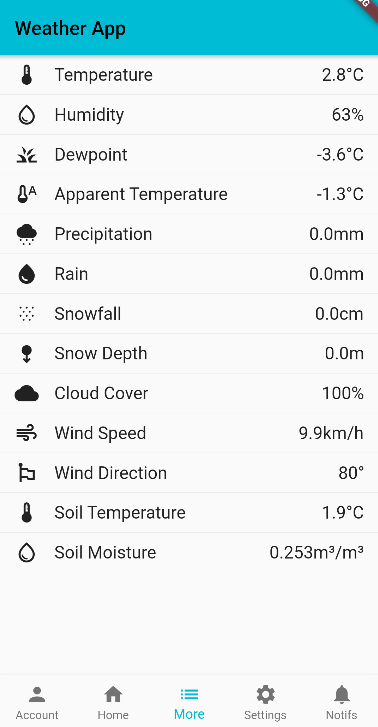 Weather App
Temperature 2.8°C
Humidity 63%
Dewpoint -3.6°C
A
Apparent Temperature -1.3°C
Precipitation 0.0mm
Rain 0.0mm
Snowfall 0.0cm
Snow Depth 0.0m
Cloud Cover 100%
Wind Speed 9.9km/h
Wind Direction 80°
Soil Temperature 1.9°C
Soil Moisture 0.253m³/m³
Account Home More Settings Notifs